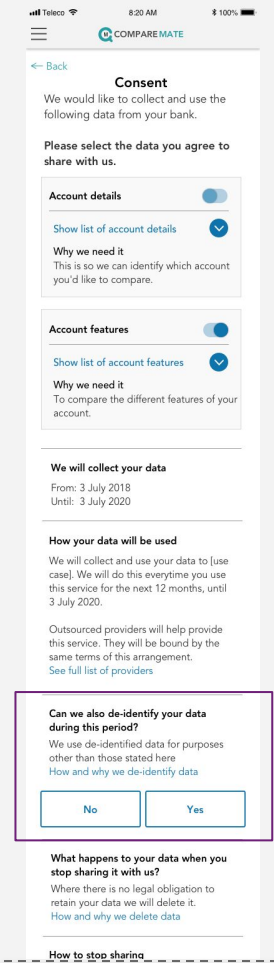 Teleco 8:20 AM 100%
COMPARE MATE
← Back
Consent
We would like to collect and use the
following data from your bank.
Please select the data you agree to
share with us.
Account details
Show list of account details
Why we need it
This is so we can identify which account
you'd like to compare.
Account features
Show list of account features
Why we need it
To compare the different features of your
account.
We will collect your data
From: 3 July 2018
Until: 3 July 2020
How your data will be used
We will collect and use your data to [use
case]. We will do this everytime you use
this service for the next 12 months, until
3 July 2020.
Outsourced providers will help provide
this service. They will be bound by the
same terms of this arrangement.
See full list of providers
Can we also de-identify your data
during this period?
We use de-identified data for purposes
other than those stated here
How and why we de-identify data
No Yes
What happens to your data when you
stop sharing it with us?
Where there is no legal obligation to
retain your data we will delete it.
How and why we delete data
How to stop sharing